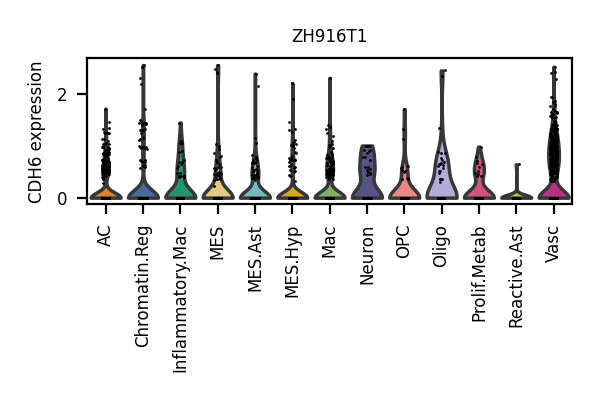 ZH916T1
CDH6 expression
2
0
AC
Chromatin.Reg
Inflammatory.Mac
MES
MES.Ast
MES.Hyp
Mac
Neuron
OPC
Oligo
Prolif.Metab
Reactive.Ast
Vasc